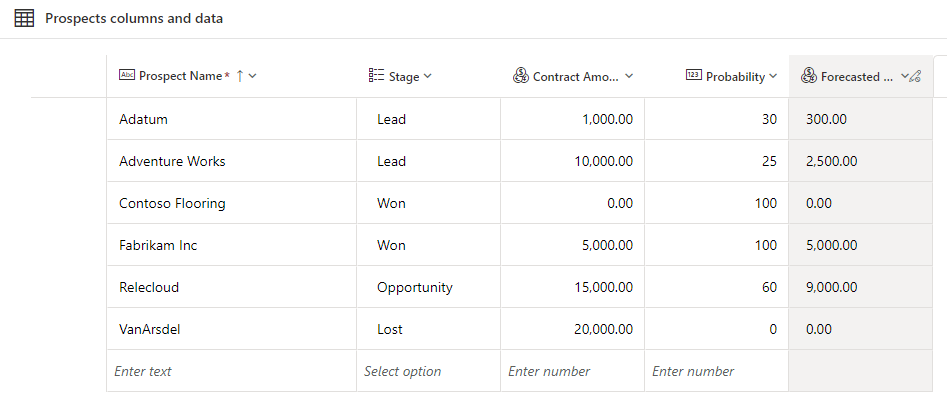 Prospects columns and data
Abc Prospect Name* Stage Contract Amo... 123 Probability Forecasted ...
Adatum Lead 1,000.00 30 300.00
Adventure Works Lead 10,000.00 25 2,500.00
Contoso Flooring Won 0.00 100 0.00
Fabrikam Inc Won 5,000.00 100 5,000.00
Relecloud Opportunity 15,000.00 60 9,000.00
VanArsdel Lost 20,000.00 0 0.00
Enter text Select option Enter number Enter number